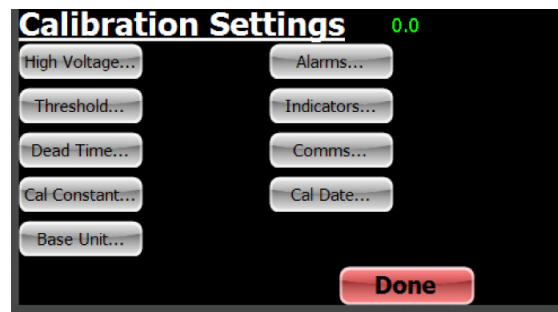 Calibration Settings 0.0
High Voltage... Alarms...
Threshold... Indicators...
Dead Time... Comms...
Cal Constant... Cal Date...
Base Unit...
Done